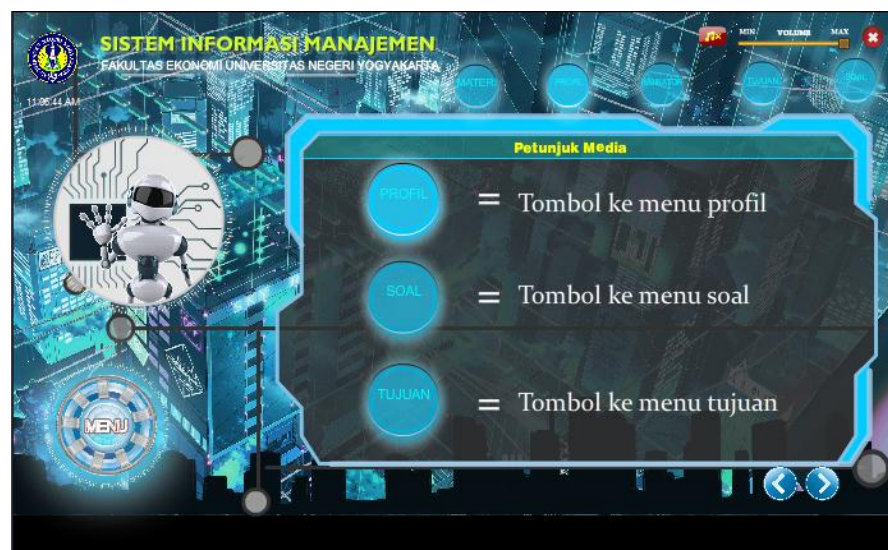 SISTEM INFORMASI MANAJEMEN
FAKULTAS EKONOMI UNIVERSITAS NEGERI YOGYAKARTA
MIN VOLUME MAX
MATERI PROFIL INDIKATOR TUJUAN SOAL
11:06:44 AM
Petunjuk Media
PROFIL = Tombol ke menu profil
SOAL = Tombol ke menu soal
TUJUAN = Tombol ke menu tujuan
MENU